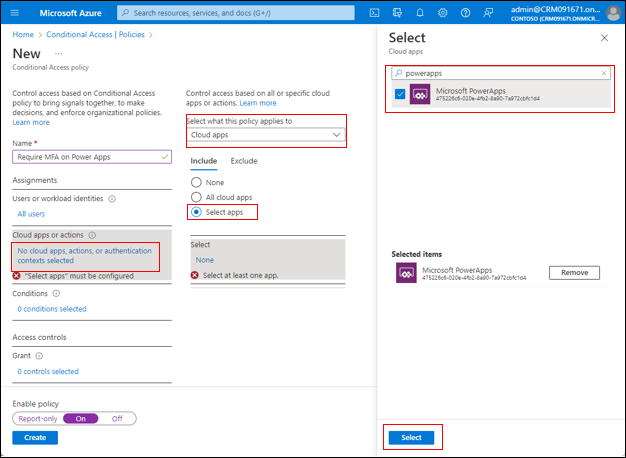 Microsoft Azure
Search resources, services, and docs (G+/)
admin@CRM091671.on...
CONTOSO (CRM091671.ONMICR...
Home > Conditional Access | Policies >
New ...
Conditional Access policy
Control access based on Conditional Access
policy to bring signals together, to make
decisions, and enforce organizational policies.
Learn more
Name *
Require MFA on Power Apps
Assignments
Users or workload identities
All users
Cloud apps or actions
No cloud apps, actions, or authentication
contexts selected
"Select apps" must be configured
Conditions
0 conditions selected
Access controls
Grant
0 controls selected
Enable policy
Report-only On Off
Create
Control access based on all or specific cloud
apps or actions. Learn more
Select what this policy applies to
Cloud apps
Include Exclude
None
All cloud apps
Select apps
Select
None
Select at least one app.
Select
Cloud apps
powerapps
Microsoft PowerApps
475226c6-020e-4fb2-8a90-7a972cbfc1d4
Selected items
Microsoft PowerApps
475226c6-020e-4fb2-8a90-7a972cbfc1d4
Remove
Select